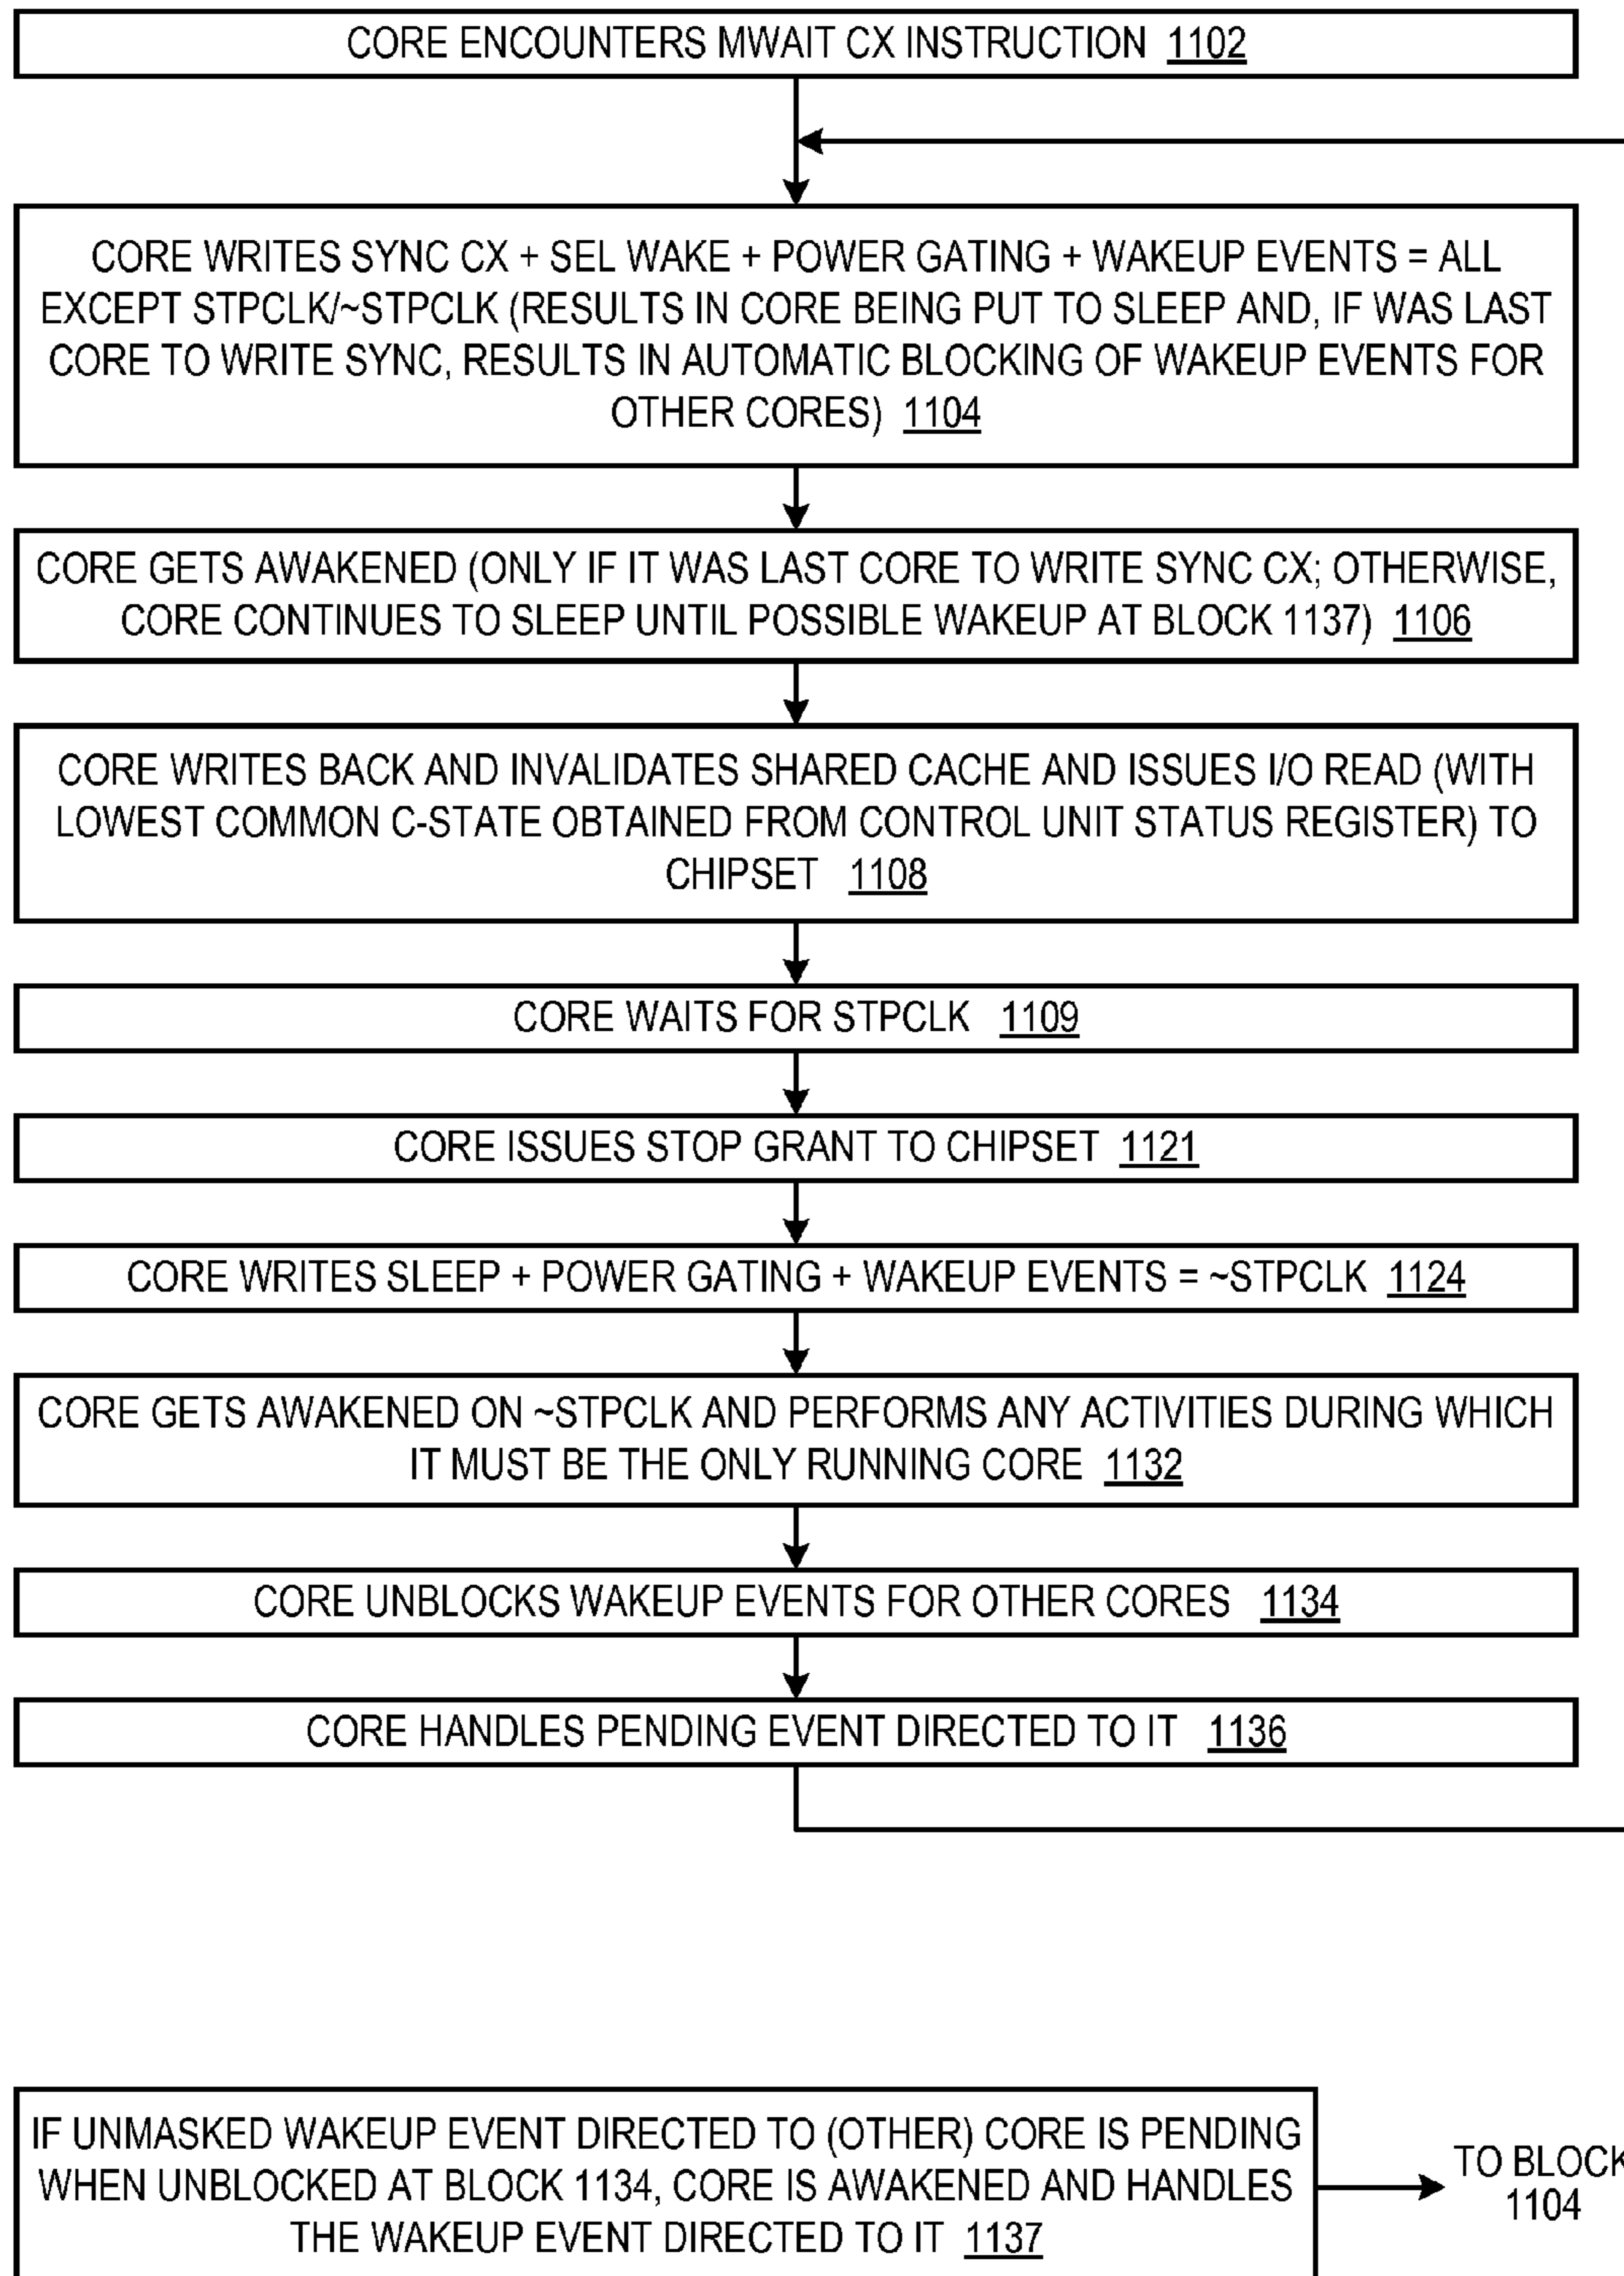 CORE ENCOUNTERS MWAIT CX INSTRUCTION 1102
CORE WRITES SYNC CX + SEL WAKE + POWER GATING + WAKEUP EVENTS = ALL
EXCEPT STPCLK/~STPCLK (RESULTS IN CORE BEING PUT TO SLEEP AND, IF WAS LAST
CORE TO WRITE SYNC, RESULTS IN AUTOMATIC BLOCKING OF WAKEUP EVENTS FOR
OTHER CORES) 1104
CORE GETS AWAKENED (ONLY IF IT WAS LAST CORE TO WRITE SYNC CX; OTHERWISE,
CORE CONTINUES TO SLEEP UNTIL POSSIBLE WAKEUP AT BLOCK 1137) 1106
CORE WRITES BACK AND INVALIDATES SHARED CACHE AND ISSUES I/O READ (WITH
LOWEST COMMON C-STATE OBTAINED FROM CONTROL UNIT STATUS REGISTER) TO
CHIPSET 1108
CORE WAITS FOR STPCLK 1109
CORE ISSUES STOP GRANT TO CHIPSET 1121
CORE WRITES SLEEP + POWER GATING + WAKEUP EVENTS = ~STPCLK 1124
CORE GETS AWAKENED ON ~STPCLK AND PERFORMS ANY ACTIVITIES DURING WHICH
IT MUST BE THE ONLY RUNNING CORE 1132
CORE UNBLOCKS WAKEUP EVENTS FOR OTHER CORES 1134
CORE HANDLES PENDING EVENT DIRECTED TO IT 1136
IF UNMASKED WAKEUP EVENT DIRECTED TO (OTHER) CORE IS PENDING
WHEN UNBLOCKED AT BLOCK 1134, CORE IS AWAKENED AND HANDLES
THE WAKEUP EVENT DIRECTED TO IT 1137
TO BLOCK
1104